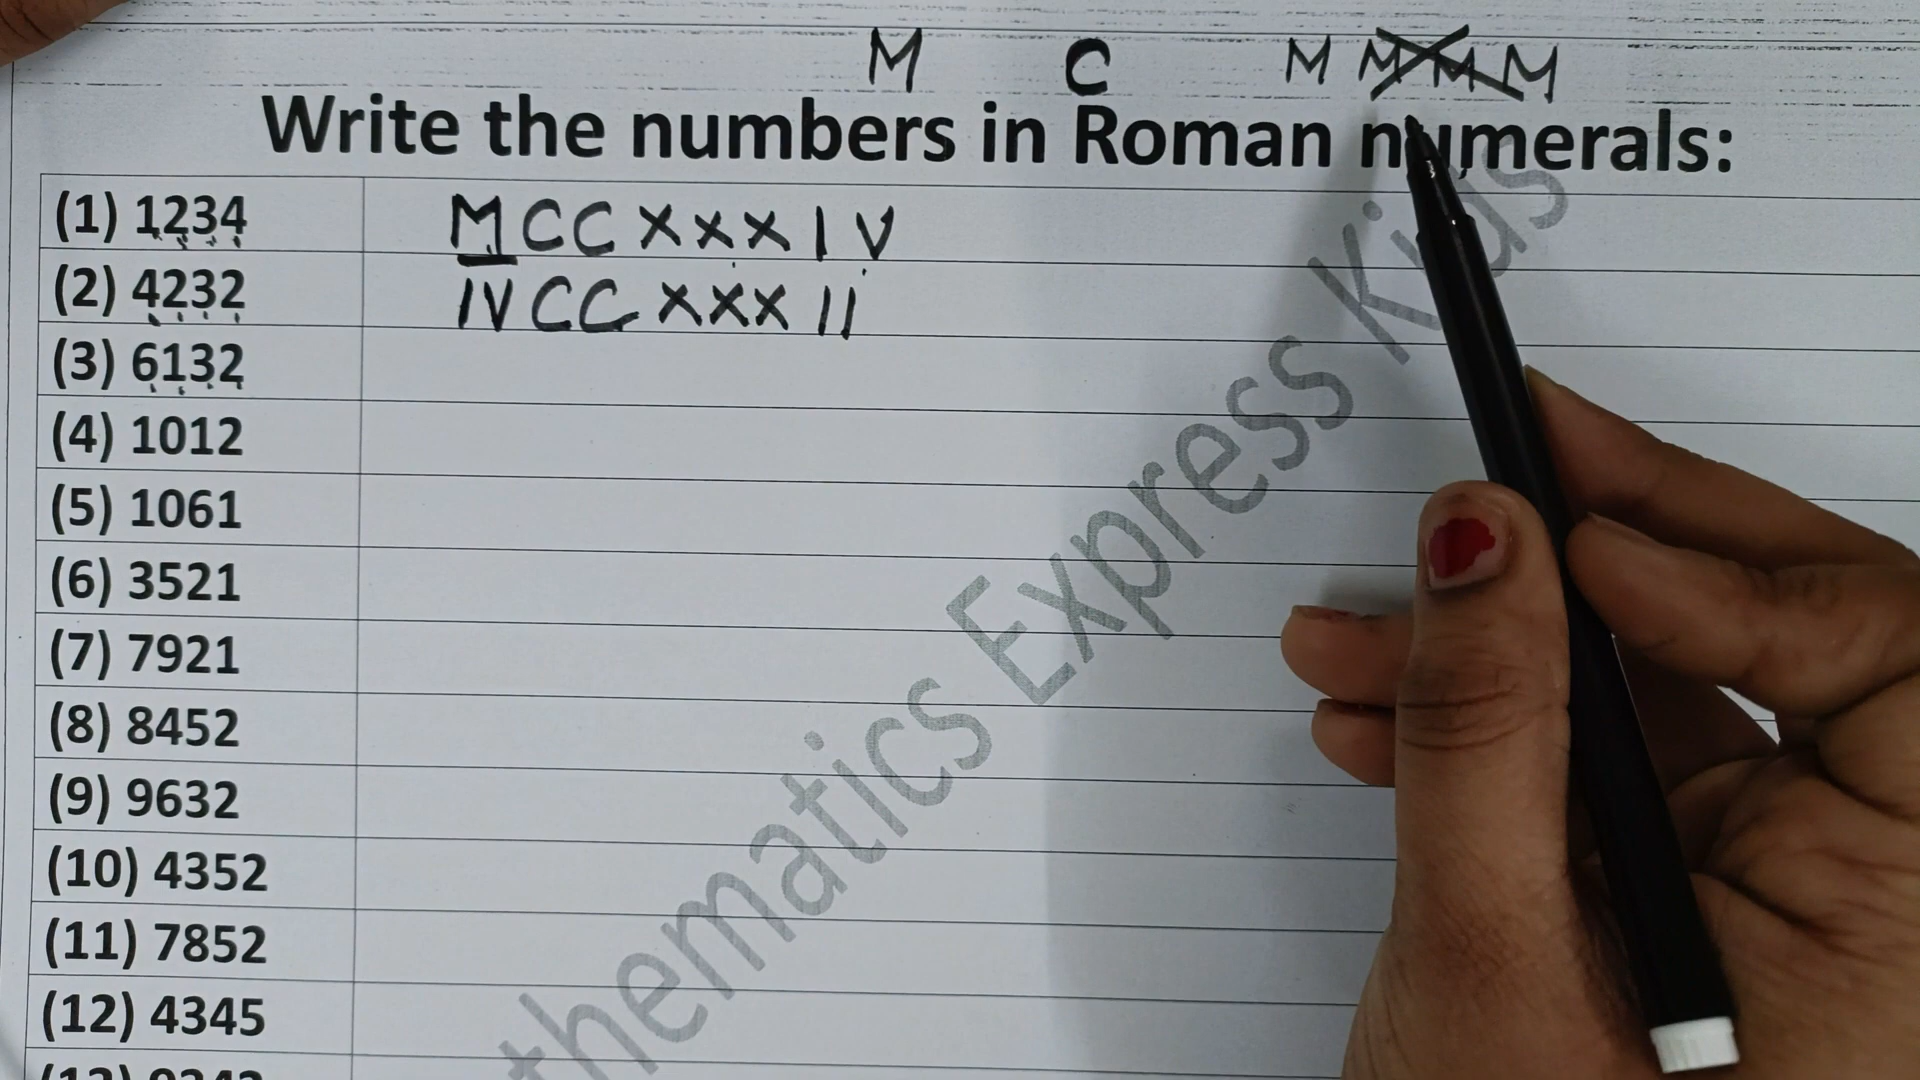 M C M M M M
Write the numbers in Roman numerals:
(1) 1234 MCCXXXIV
(2) 4232 IVCCXXXII
(3) 6132
(4) 1012
(5) 1061
(6) 3521
(7) 7921
(8) 8452
(9) 9632
(10) 4352
(11) 7852
(12) 4345
thematics Express Kids